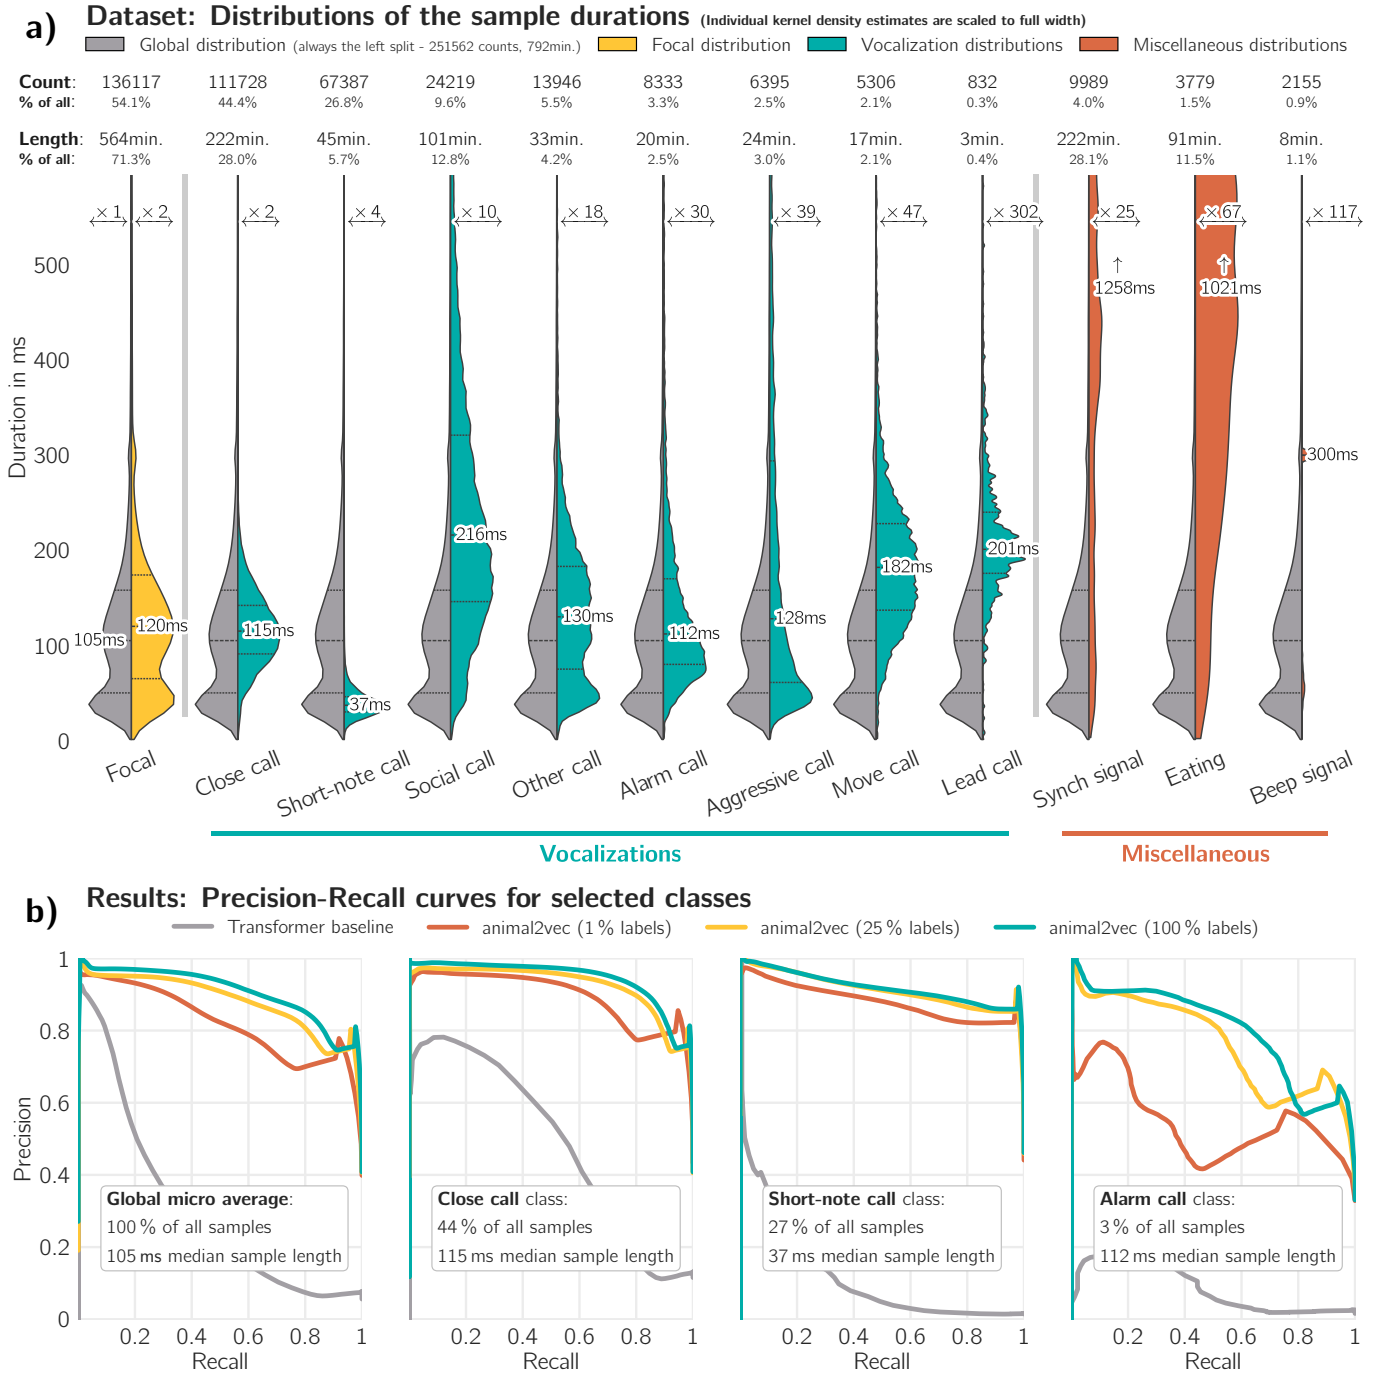 a) Dataset: Distributions of the sample durations (Individual kernel density estimates are scaled to full width)
Global distribution (always the left split - 251562 counts, 792min.) Focal distribution Vocalization distributions Miscellaneous distributions
Count: 136117 111728 67387 24219 13946 8333 6395 5306 832 9989 3779 2155
% of all: 54.1% 44.4% 26.8% 9.6% 5.5% 3.3% 2.5% 2.1% 0.3% 4.0% 1.5% 0.9%
Length: 564min. 222min. 45min. 101min. 33min. 20min. 24min. 17min. 3min. 222min. 91min. 8min.
% of all: 71.3% 28.0% 5.7% 12.8% 4.2% 2.5% 3.0% 2.1% 0.4% 28.1% 11.5% 1.1%
× 1 × 2 × 2 × 4 × 10 × 18 × 30 × 39 × 47 × 302 × 25 × 67 × 117
Duration in ms
500
400
300
200
100
0
↑ ↑
1258ms 1021ms
300ms
105ms 120ms 115ms 37ms 216ms 130ms 112ms 128ms 182ms 201ms
Focal Close call Short-note call Social call Other call Alarm call Aggressive call Move call Lead call Synch signal Eating Beep signal
Vocalizations Miscellaneous
b) Results: Precision-Recall curves for selected classes
Transformer baseline animal2vec (1 % labels) animal2vec (25 % labels) animal2vec (100 % labels)
Precision
1
0.8
0.6
0.4
0.2
0
Global micro average:
100 % of all samples
105 ms median sample length
Close call class:
44 % of all samples
115 ms median sample length
Short-note call class:
27 % of all samples
37 ms median sample length
Alarm call class:
3 % of all samples
112 ms median sample length
0.2 0.4 0.6 0.8 1 0.2 0.4 0.6 0.8 1 0.2 0.4 0.6 0.8 1 0.2 0.4 0.6 0.8 1
Recall Recall Recall Recall